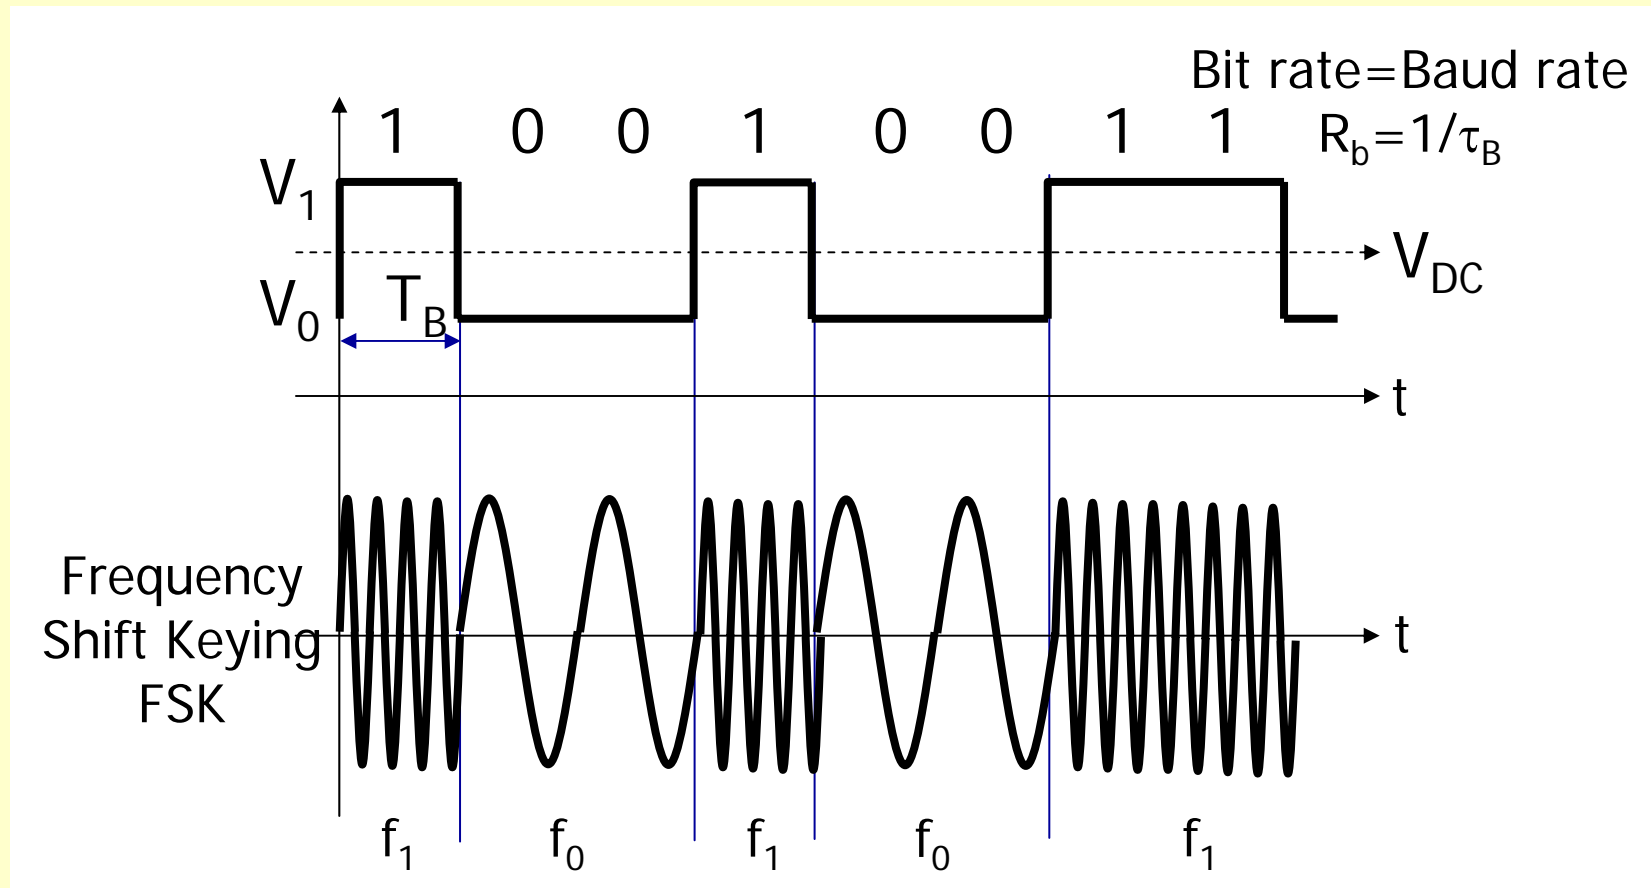 Bit rate=Baud rate
1 0 0 1 0 0 1 1
R_b=1/τ_B
V_1
V_DC
V_0
T_B
t
Frequency
Shift Keying
FSK
t
f_1 f_0 f_1 f_0 f_1